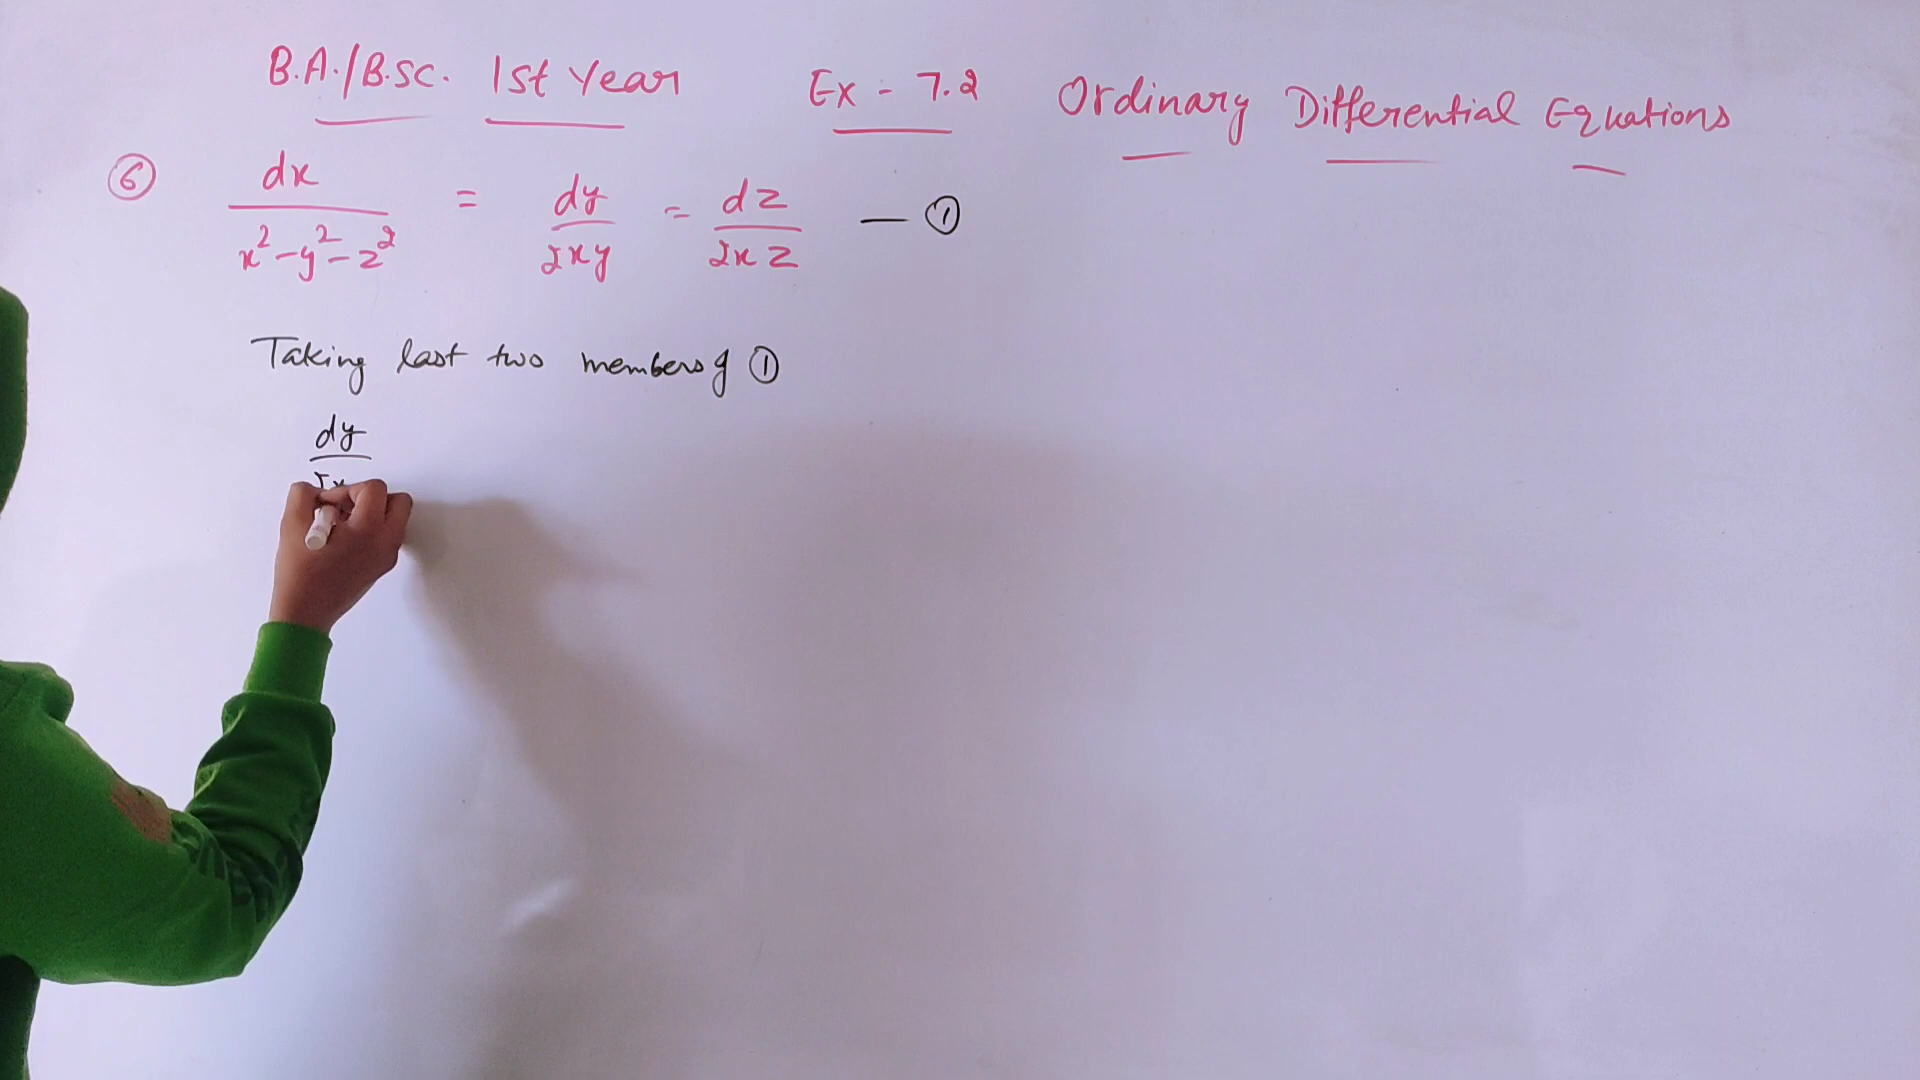 B.A./B.Sc. 1st Year Ex - 7.2 Ordinary Differential Equations
⑥ dx/(x²-y²-z²) = dy/2xy = dz/2xz — ①
Taking last two members of ①
dy/2x